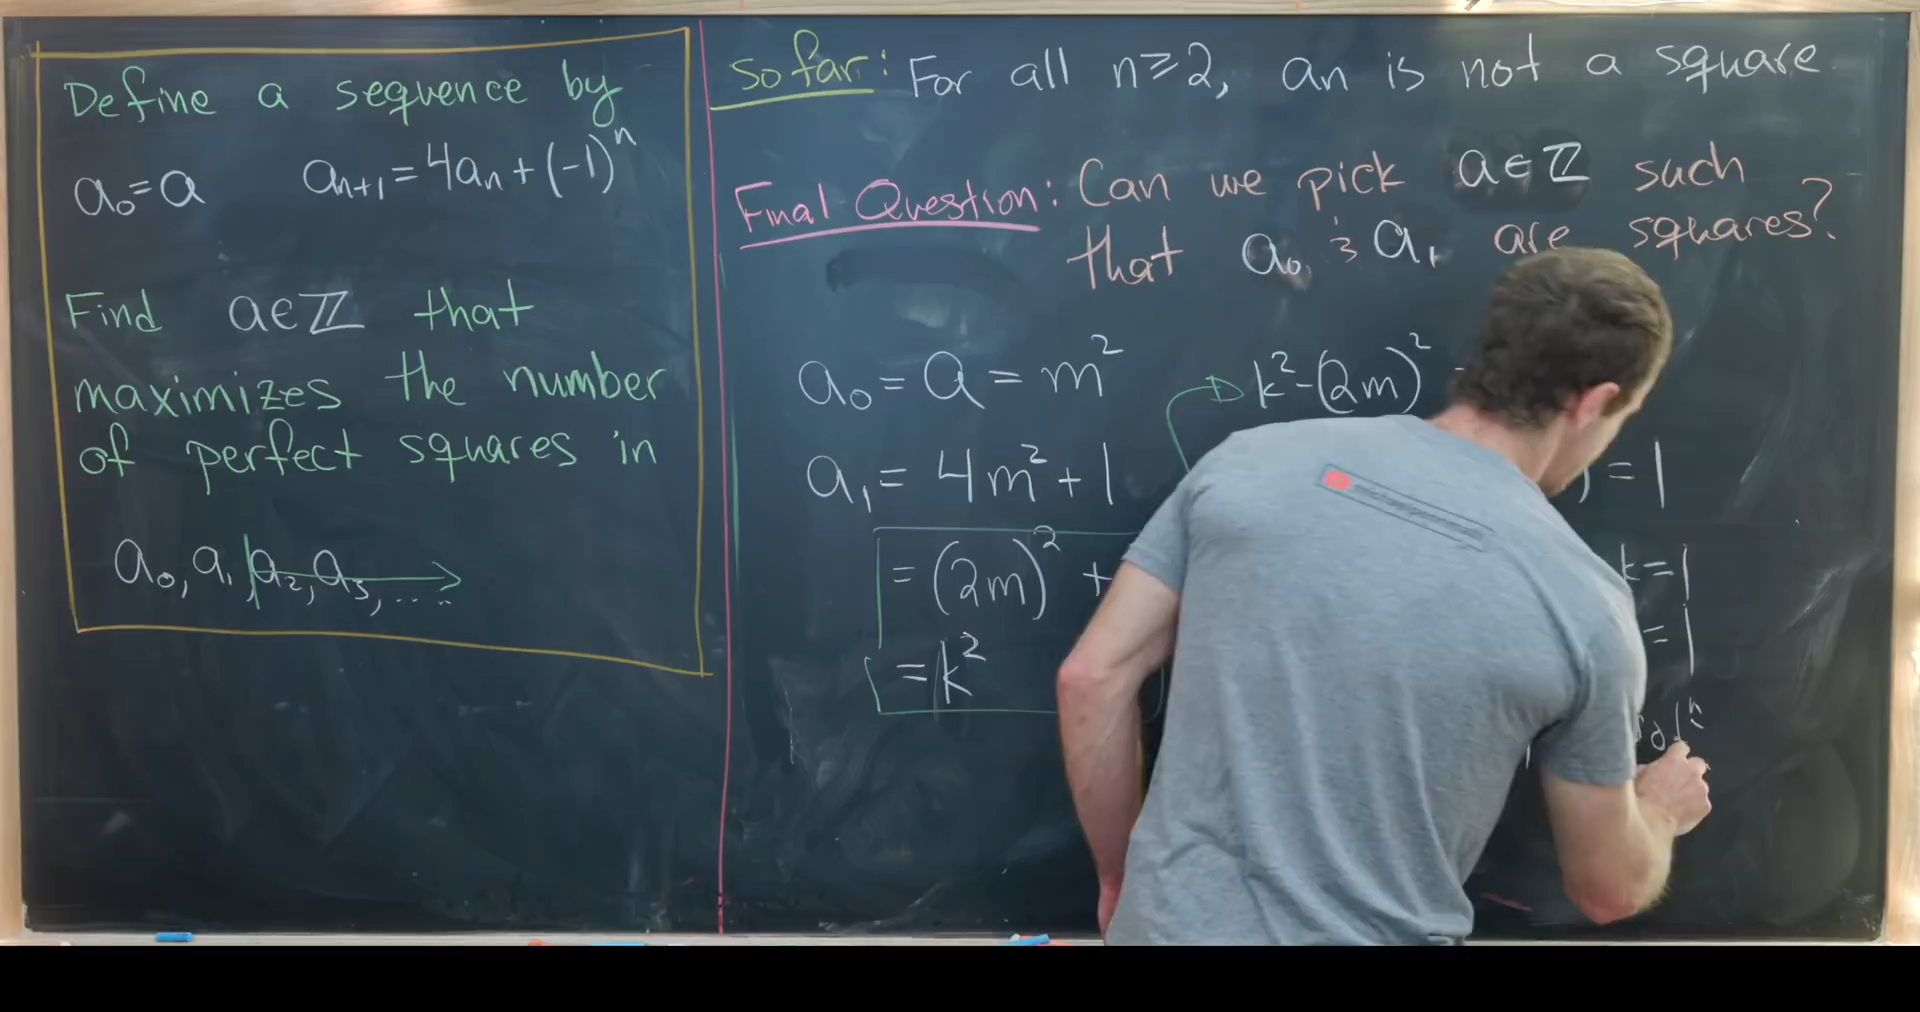 Define a sequence by
a₀=a aₙ₊₁=4aₙ+(-1)ⁿ
Find a∈ℤ that
maximizes the number
of perfect squares in
a₀, a₁, a₂, a₃, ....
so far: For all n≥2, an is not a square
Final Question: Can we pick a∈ℤ such
that a₀ & a₁ are squares?
a₀ = a = m²
a₁ = 4m²+1
= (2m)² +
= k²
k²-(2m)²
) = 1
k=1
=1